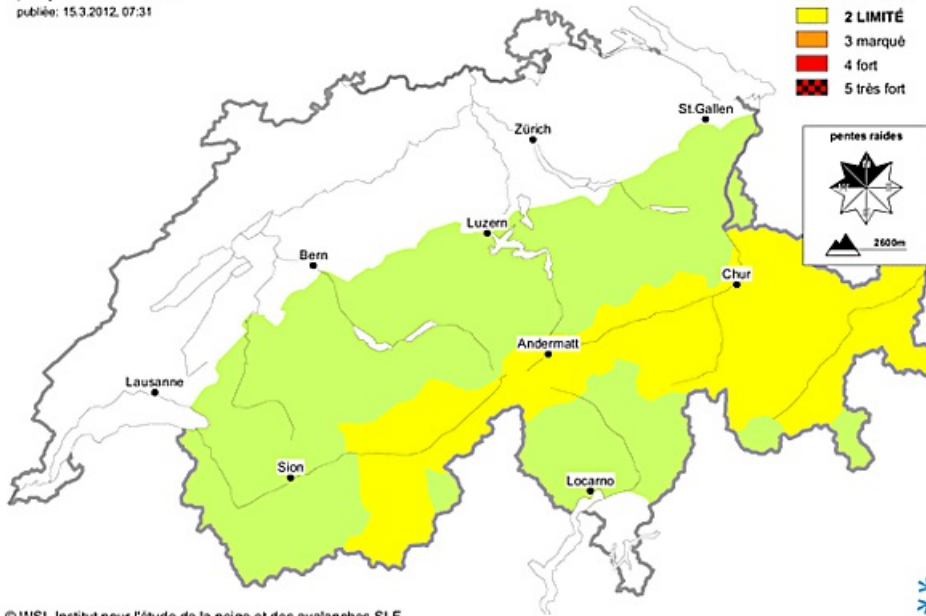 publiée: 15.3.2012, 07:31
2 LIMITÉ
3 marqué
4 fort
5 très fort
St.Gallen
Zürich
pentes raides
2600m
Luzern
Bern
Chur
Andermatt
Lausanne
Sion
Locarno
© WSL Institut pour l'étude de la neige et des avalanches SLF